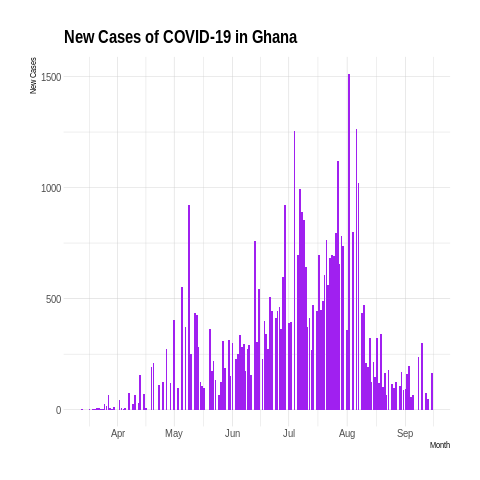 New Cases of COVID-19 in Ghana
New Cases
1500
1000
500
0
Apr May Jun Jul Aug Sep
Month